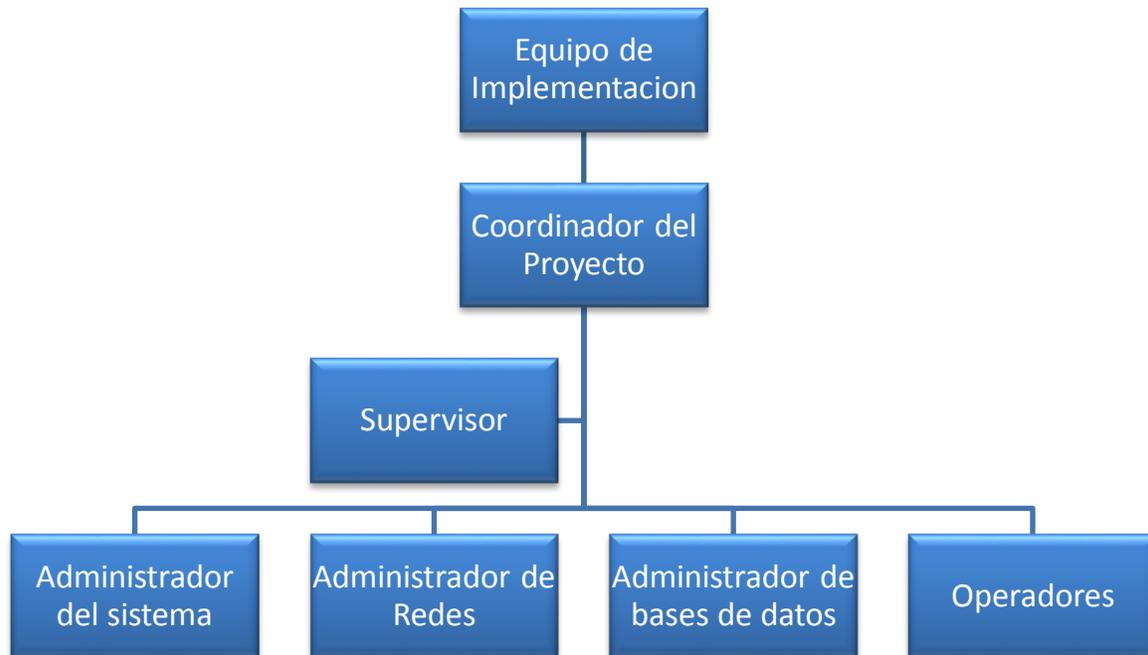 Equipo de
Implementacion
Coordinador del
Proyecto
Supervisor
Administrador
del sistema
Administrador de
Redes
Administrador de
bases de datos
Operadores